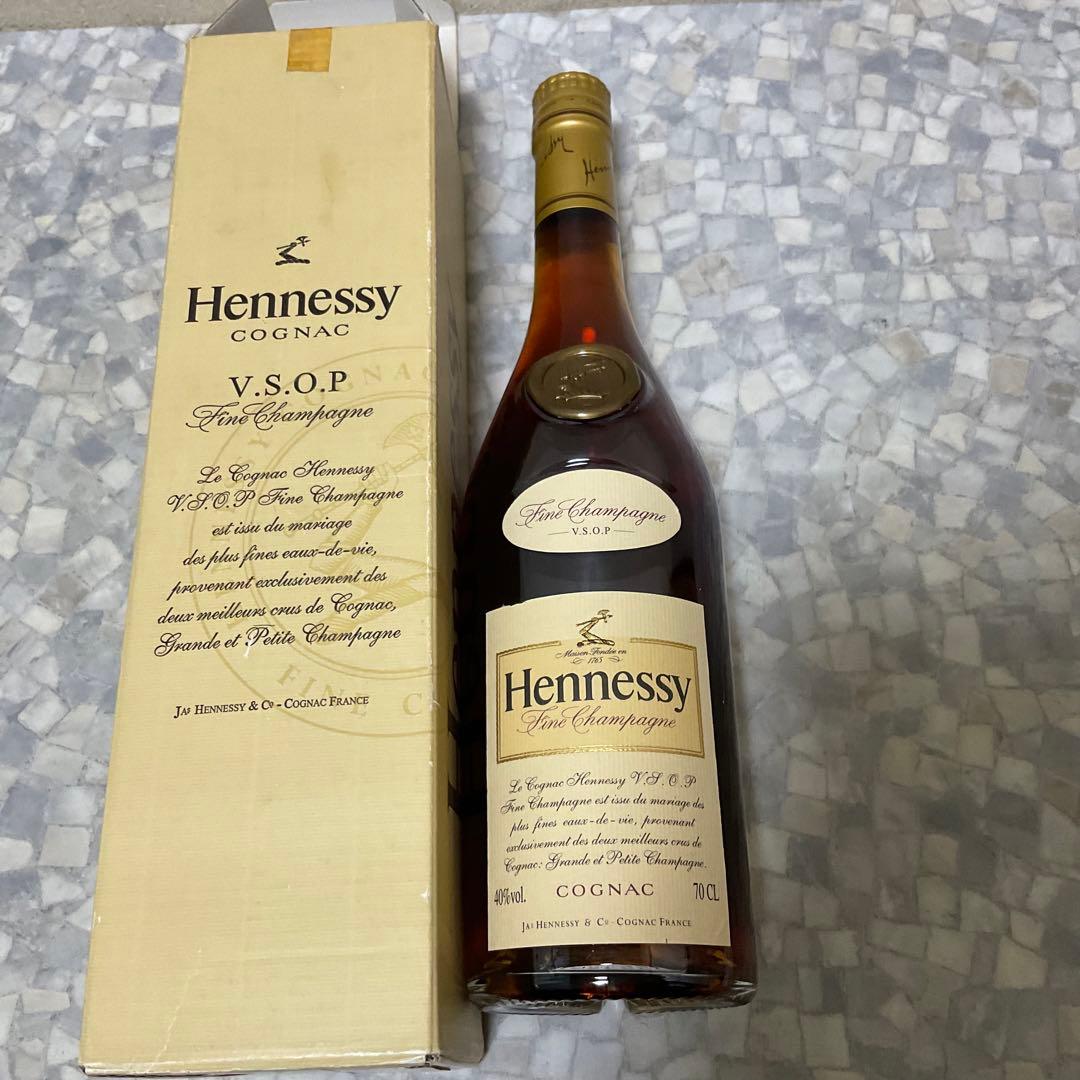 Hennessy
COGNAC
V.S.O.P
Fine Champagne
Le Cognac Hennessy
V.S.O.P Fine Champagne
est issu du mariage
des plus fines eaux-de-vie,
provenant exclusivement des
deux meilleurs crus de Cognac,
Grande et Petite Champagne
JAs HENNESSY & Co - COGNAC FRANCE
Fine Champagne
V.S.O.P
Maison Fondée en
1765
Hennessy
Fine Champagne
Le Cognac Hennessy V.S.O.P
Fine Champagne est issu du mariage des
plus fines eaux-de-vie, provenant
exclusivement des deux meilleurs crus de
Cognac: Grande et Petite Champagne.
40%vol. COGNAC 70 CL
JAs HENNESSY & Co - COGNAC FRANCE